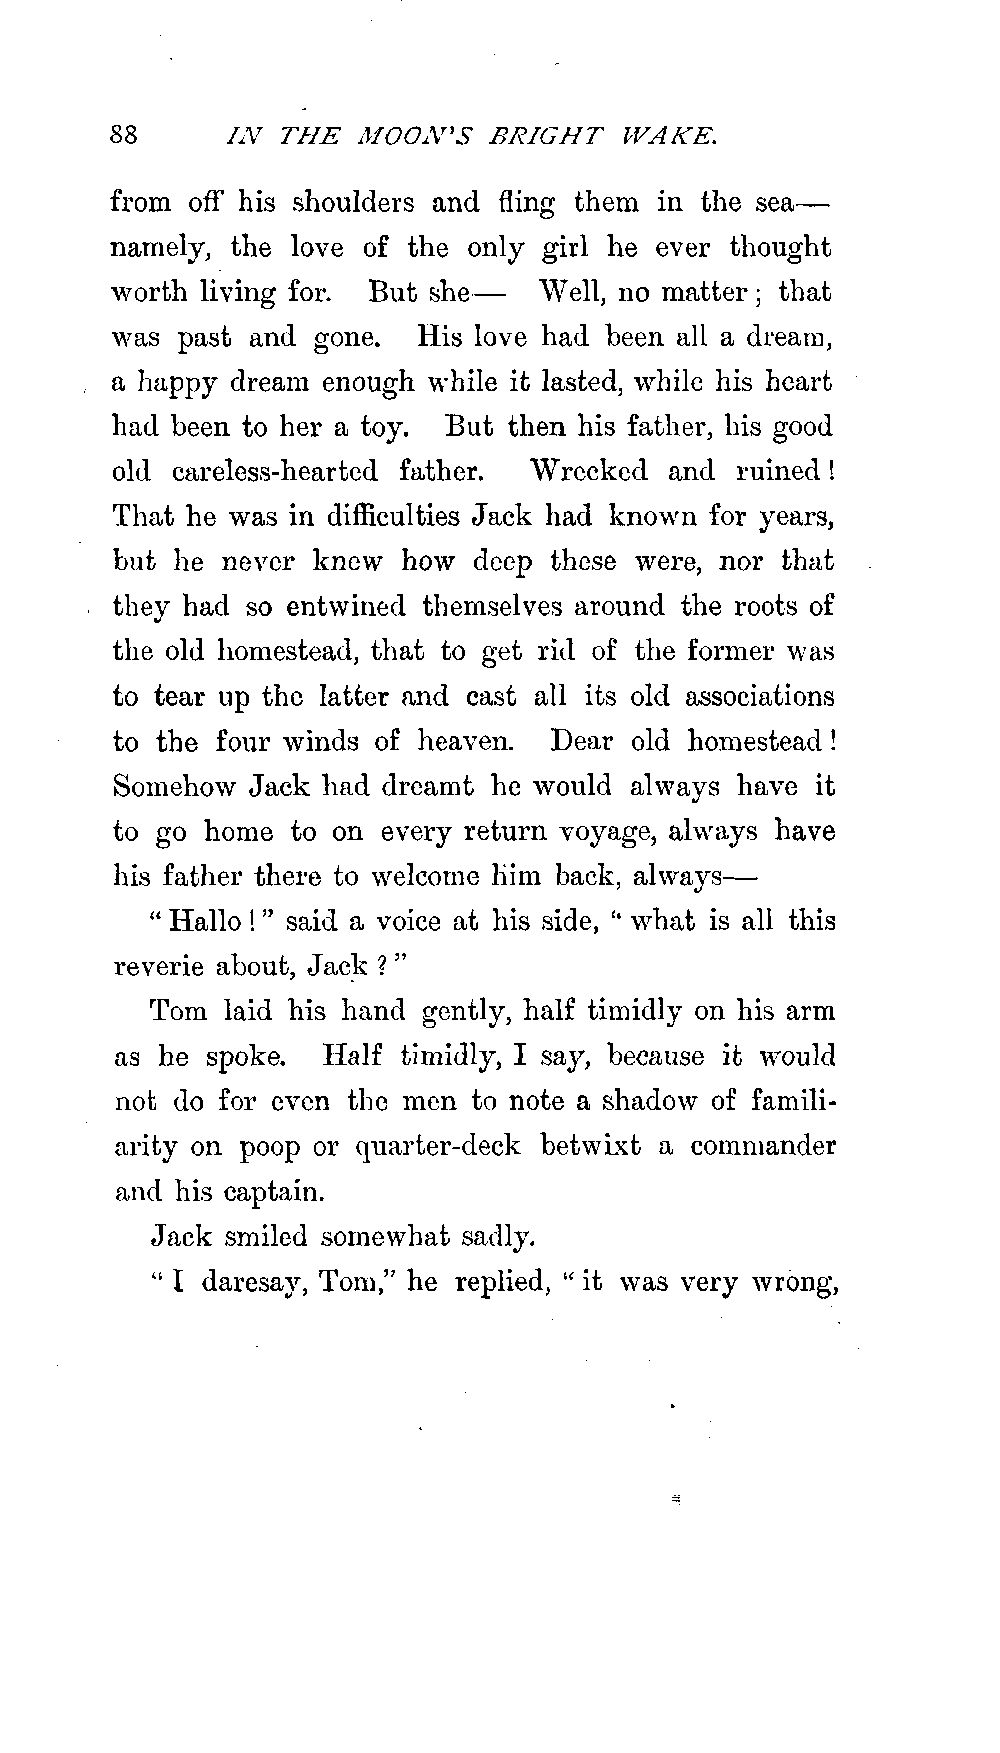 88 IN THE MOON'S BRIGHT WAKE.
from off his shoulders and fling them in the sea—
namely, the love of the only girl he ever thought
worth living for. But she— Well, no matter; that
was past and gone. His love had been all a dream,
a happy dream enough while it lasted, while his heart
had been to her a toy. But then his father, his good
old careless-hearted father. Wrecked and ruined!
That he was in difficulties Jack had known for years,
but he never knew how deep these were, nor that
they had so entwined themselves around the roots of
the old homestead, that to get rid of the former was
to tear up the latter and cast all its old associations
to the four winds of heaven. Dear old homestead!
Somehow Jack had dreamt he would always have it
to go home to on every return voyage, always have
his father there to welcome him back, always—
"Hallo!" said a voice at his side, "what is all this
reverie about, Jack?"
Tom laid his hand gently, half timidly on his arm
as he spoke. Half timidly, I say, because it would
not do for even the men to note a shadow of famili-
arity on poop or quarter-deck betwixt a commander
and his captain.
Jack smiled somewhat sadly.
"I daresay, Tom," he replied, "it was very wrong,